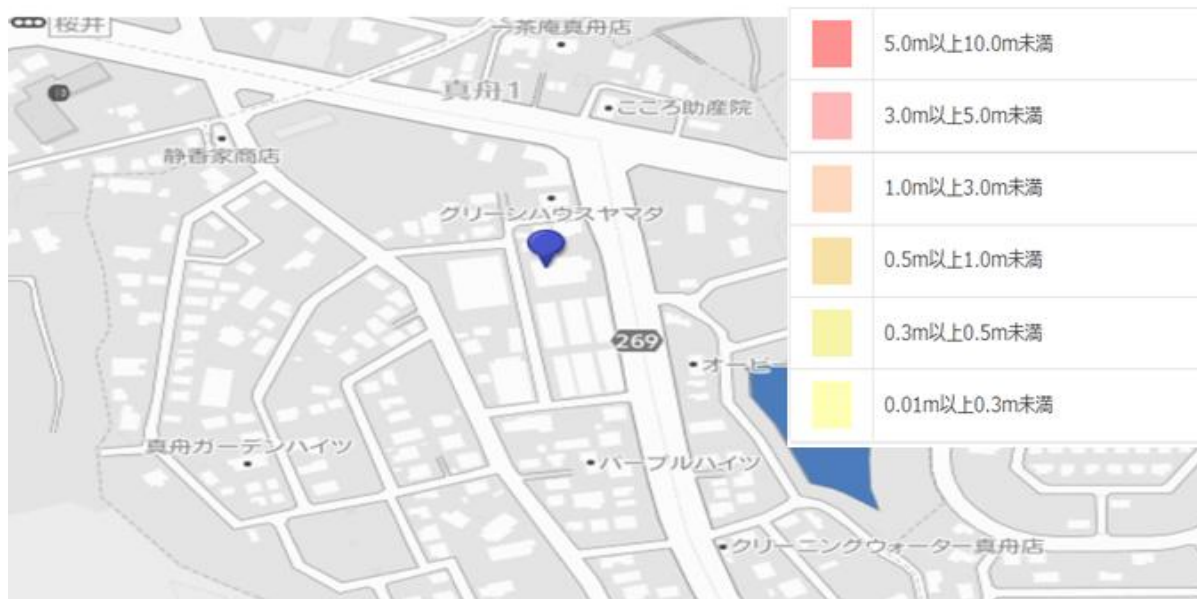 桜井
一茶庵真舟店
真舟1
こころ助産院
静香家商店
グリーンハウスヤマタ
269
オービー
真舟ガーデンハイツ
パープルハイツ
クリーニングウォーター真舟店
5.0m以上10.0m未満
3.0m以上5.0m未満
1.0m以上3.0m未満
0.5m以上1.0m未満
0.3m以上0.5m未満
0.01m以上0.3m未満